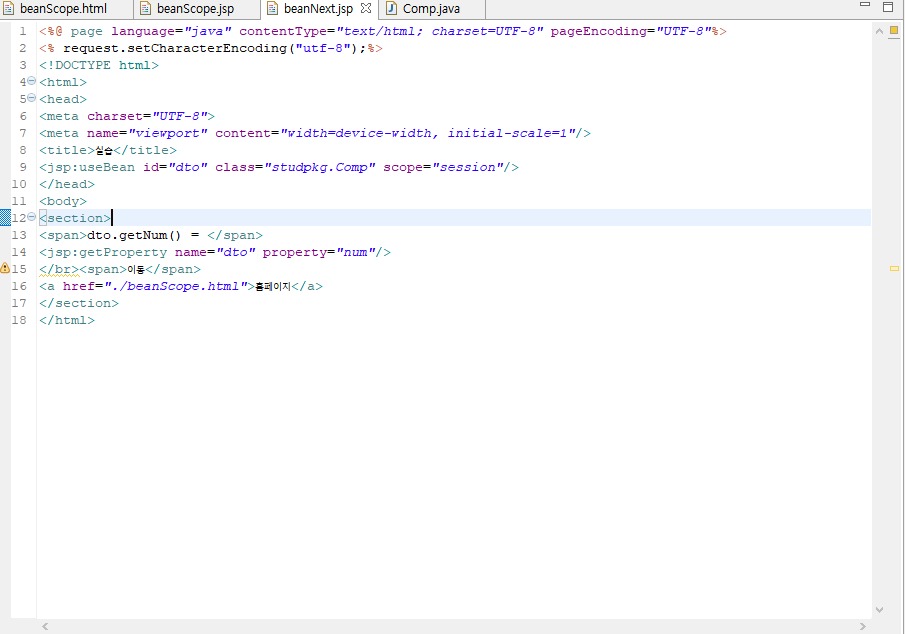 beanScope.html beanScope.jsp beanNext.jsp Comp.java
1 <%@ page language="java" contentType="text/html; charset=UTF-8" pageEncoding="UTF-8"%>
2 <% request.setCharacterEncoding("utf-8");%>
3 <!DOCTYPE html>
4 <html>
5 <head>
6 <meta charset="UTF-8">
7 <meta name="viewport" content="width=device-width, initial-scale=1"/>
8 <title>실습</title>
9 <jsp:useBean id="dto" class="studpkg.Comp" scope="session"/>
10 </head>
11 <body>
12 <section>
13 <span>dto.getNum() = </span>
14 <jsp:getProperty name="dto" property="num"/>
15 </br><span>이동</span>
16 <a href="./beanScope.html">홈페이지</a>
17 </section>
18 </html>